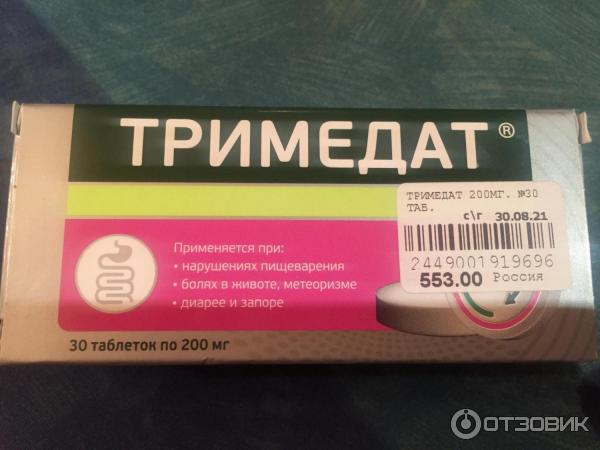 ТРИМЕДАТ®
ТРИМЕДАТ 200МГ. №30
ТАБ.
с\г 30.08.21
2449001919696
553.00 Россия
Применяется при:
• нарушениях пищеварения
• болях в животе, метеоризме
• диарее и запоре
30 таблеток по 200 мг
ОТЗОВИК